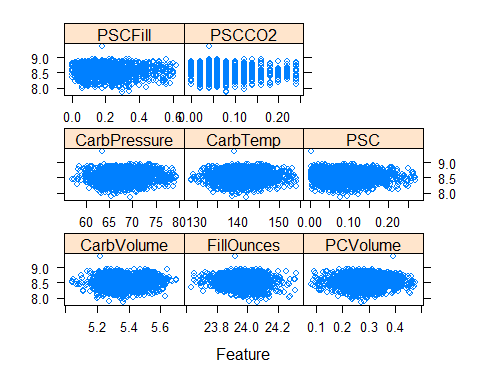 PSCFill PSCCO2
8.0 8.5 9.0
0.0 0.2 0.4 0.6 0.00 0.10 0.20
CarbPressure CarbTemp PSC
8.0 8.5 9.0
60 65 70 75 80 130 140 150 0.00 0.10 0.20
CarbVolume FillOunces PCVolume
8.0 8.5 9.0
5.2 5.4 5.6 23.8 24.0 24.2 0.1 0.2 0.3 0.4
Feature